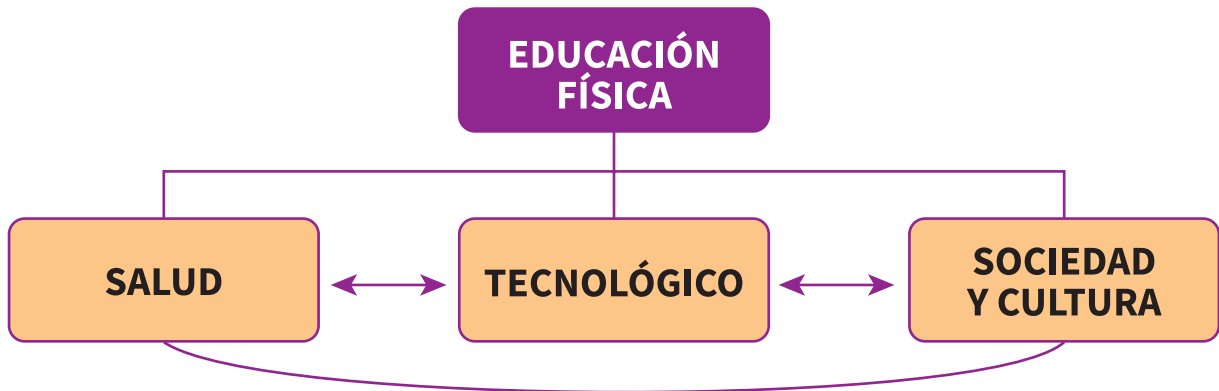 EDUCACIÓN
FÍSICA
SALUD
TECNOLÓGICO
SOCIEDAD
Y CULTURA